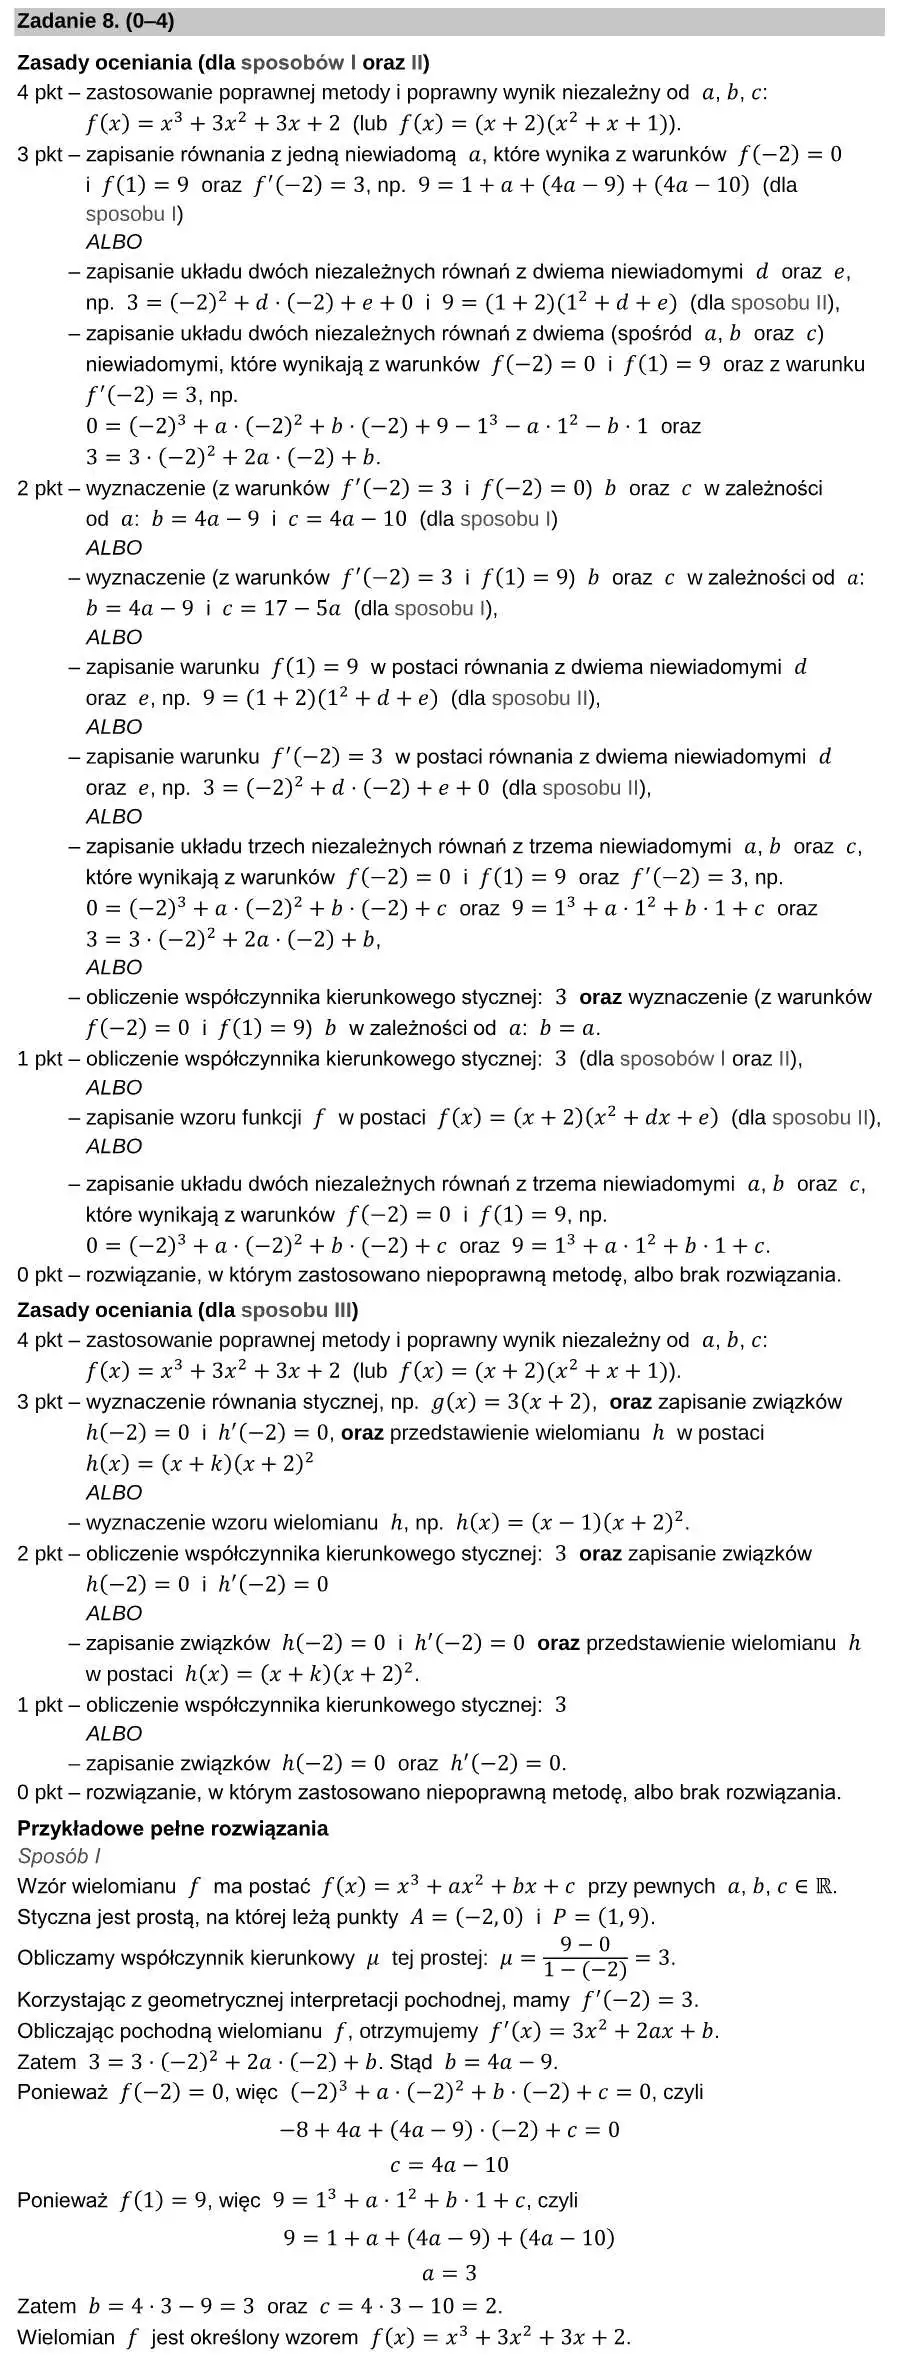 Zadanie 8. (0–4)
Zasady oceniania (dla sposobów I oraz II)
4 pkt – zastosowanie poprawnej metody i poprawny wynik niezależny od a, b, c:
f(x) = x³ + 3x² + 3x + 2 (lub f(x) = (x + 2)(x² + x + 1)).
3 pkt – zapisanie równania z jedną niewiadomą a, które wynika z warunków f(−2) = 0
i f(1) = 9 oraz f′(−2) = 3, np. 9 = 1 + a + (4a − 9) + (4a − 10) (dla
sposobu I)
ALBO
– zapisanie układu dwóch niezależnych równań z dwiema niewiadomymi d oraz e,
np. 3 = (−2)² + d · (−2) + e + 0 i 9 = (1 + 2)(1² + d + e) (dla sposobu II),
– zapisanie układu dwóch niezależnych równań z dwiema (spośród a, b oraz c)
niewiadomymi, które wynikają z warunków f(−2) = 0 i f(1) = 9 oraz z warunku
f′(−2) = 3, np.
0 = (−2)³ + a · (−2)² + b · (−2) + 9 − 1³ − a · 1² − b · 1 oraz
3 = 3 · (−2)² + 2a · (−2) + b.
2 pkt – wyznaczenie (z warunków f′(−2) = 3 i f(−2) = 0) b oraz c w zależności
od a: b = 4a − 9 i c = 4a − 10 (dla sposobu I)
ALBO
– wyznaczenie (z warunków f′(−2) = 3 i f(1) = 9) b oraz c w zależności od a:
b = 4a − 9 i c = 17 − 5a (dla sposobu I),
ALBO
– zapisanie warunku f(1) = 9 w postaci równania z dwiema niewiadomymi d
oraz e, np. 9 = (1 + 2)(1² + d + e) (dla sposobu II),
ALBO
– zapisanie warunku f′(−2) = 3 w postaci równania z dwiema niewiadomymi d
oraz e, np. 3 = (−2)² + d · (−2) + e + 0 (dla sposobu II),
ALBO
– zapisanie układu trzech niezależnych równań z trzema niewiadomymi a, b oraz c,
które wynikają z warunków f(−2) = 0 i f(1) = 9 oraz f′(−2) = 3, np.
0 = (−2)³ + a · (−2)² + b · (−2) + c oraz 9 = 1³ + a · 1² + b · 1 + c oraz
3 = 3 · (−2)² + 2a · (−2) + b,
ALBO
– obliczenie współczynnika kierunkowego stycznej: 3 oraz wyznaczenie (z warunków
f(−2) = 0 i f(1) = 9) b w zależności od a: b = a.
1 pkt – obliczenie współczynnika kierunkowego stycznej: 3 (dla sposobów I oraz II),
ALBO
– zapisanie wzoru funkcji f w postaci f(x) = (x + 2)(x² + dx + e) (dla sposobu II),
ALBO
– zapisanie układu dwóch niezależnych równań z trzema niewiadomymi a, b oraz c,
które wynikają z warunków f(−2) = 0 i f(1) = 9, np.
0 = (−2)³ + a · (−2)² + b · (−2) + c oraz 9 = 1³ + a · 1² + b · 1 + c.
0 pkt – rozwiązanie, w którym zastosowano niepoprawną metodę, albo brak rozwiązania.
Zasady oceniania (dla sposobu III)
4 pkt – zastosowanie poprawnej metody i poprawny wynik niezależny od a, b, c:
f(x) = x³ + 3x² + 3x + 2 (lub f(x) = (x + 2)(x² + x + 1)).
3 pkt – wyznaczenie równania stycznej, np. g(x) = 3(x + 2), oraz zapisanie związków
h(−2) = 0 i h′(−2) = 0, oraz przedstawienie wielomianu h w postaci
h(x) = (x + k)(x + 2)²
ALBO
– wyznaczenie wzoru wielomianu h, np. h(x) = (x − 1)(x + 2)².
2 pkt – obliczenie współczynnika kierunkowego stycznej: 3 oraz zapisanie związków
h(−2) = 0 i h′(−2) = 0
ALBO
– zapisanie związków h(−2) = 0 i h′(−2) = 0 oraz przedstawienie wielomianu h
w postaci h(x) = (x + k)(x + 2)².
1 pkt – obliczenie współczynnika kierunkowego stycznej: 3
ALBO
– zapisanie związków h(−2) = 0 oraz h′(−2) = 0.
0 pkt – rozwiązanie, w którym zastosowano niepoprawną metodę, albo brak rozwiązania.
Przykładowe pełne rozwiązania
Sposób I
Wzór wielomianu f ma postać f(x) = x³ + ax² + bx + c przy pewnych a, b, c ∈ ℝ.
Styczna jest prostą, na której leżą punkty A = (−2, 0) i P = (1, 9).
Obliczamy współczynnik kierunkowy μ tej prostej: μ = (9 − 0)/(1 − (−2)) = 3.
Korzystając z geometrycznej interpretacji pochodnej, mamy f′(−2) = 3.
Obliczając pochodną wielomianu f, otrzymujemy f′(x) = 3x² + 2ax + b.
Zatem 3 = 3 · (−2)² + 2a · (−2) + b. Stąd b = 4a − 9.
Ponieważ f(−2) = 0, więc (−2)³ + a · (−2)² + b · (−2) + c = 0, czyli
−8 + 4a + (4a − 9) · (−2) + c = 0
c = 4a − 10
Ponieważ f(1) = 9, więc 9 = 1³ + a · 1² + b · 1 + c, czyli
9 = 1 + a + (4a − 9) + (4a − 10)
a = 3
Zatem b = 4 · 3 − 9 = 3 oraz c = 4 · 3 − 10 = 2.
Wielomian f jest określony wzorem f(x) = x³ + 3x² + 3x + 2.